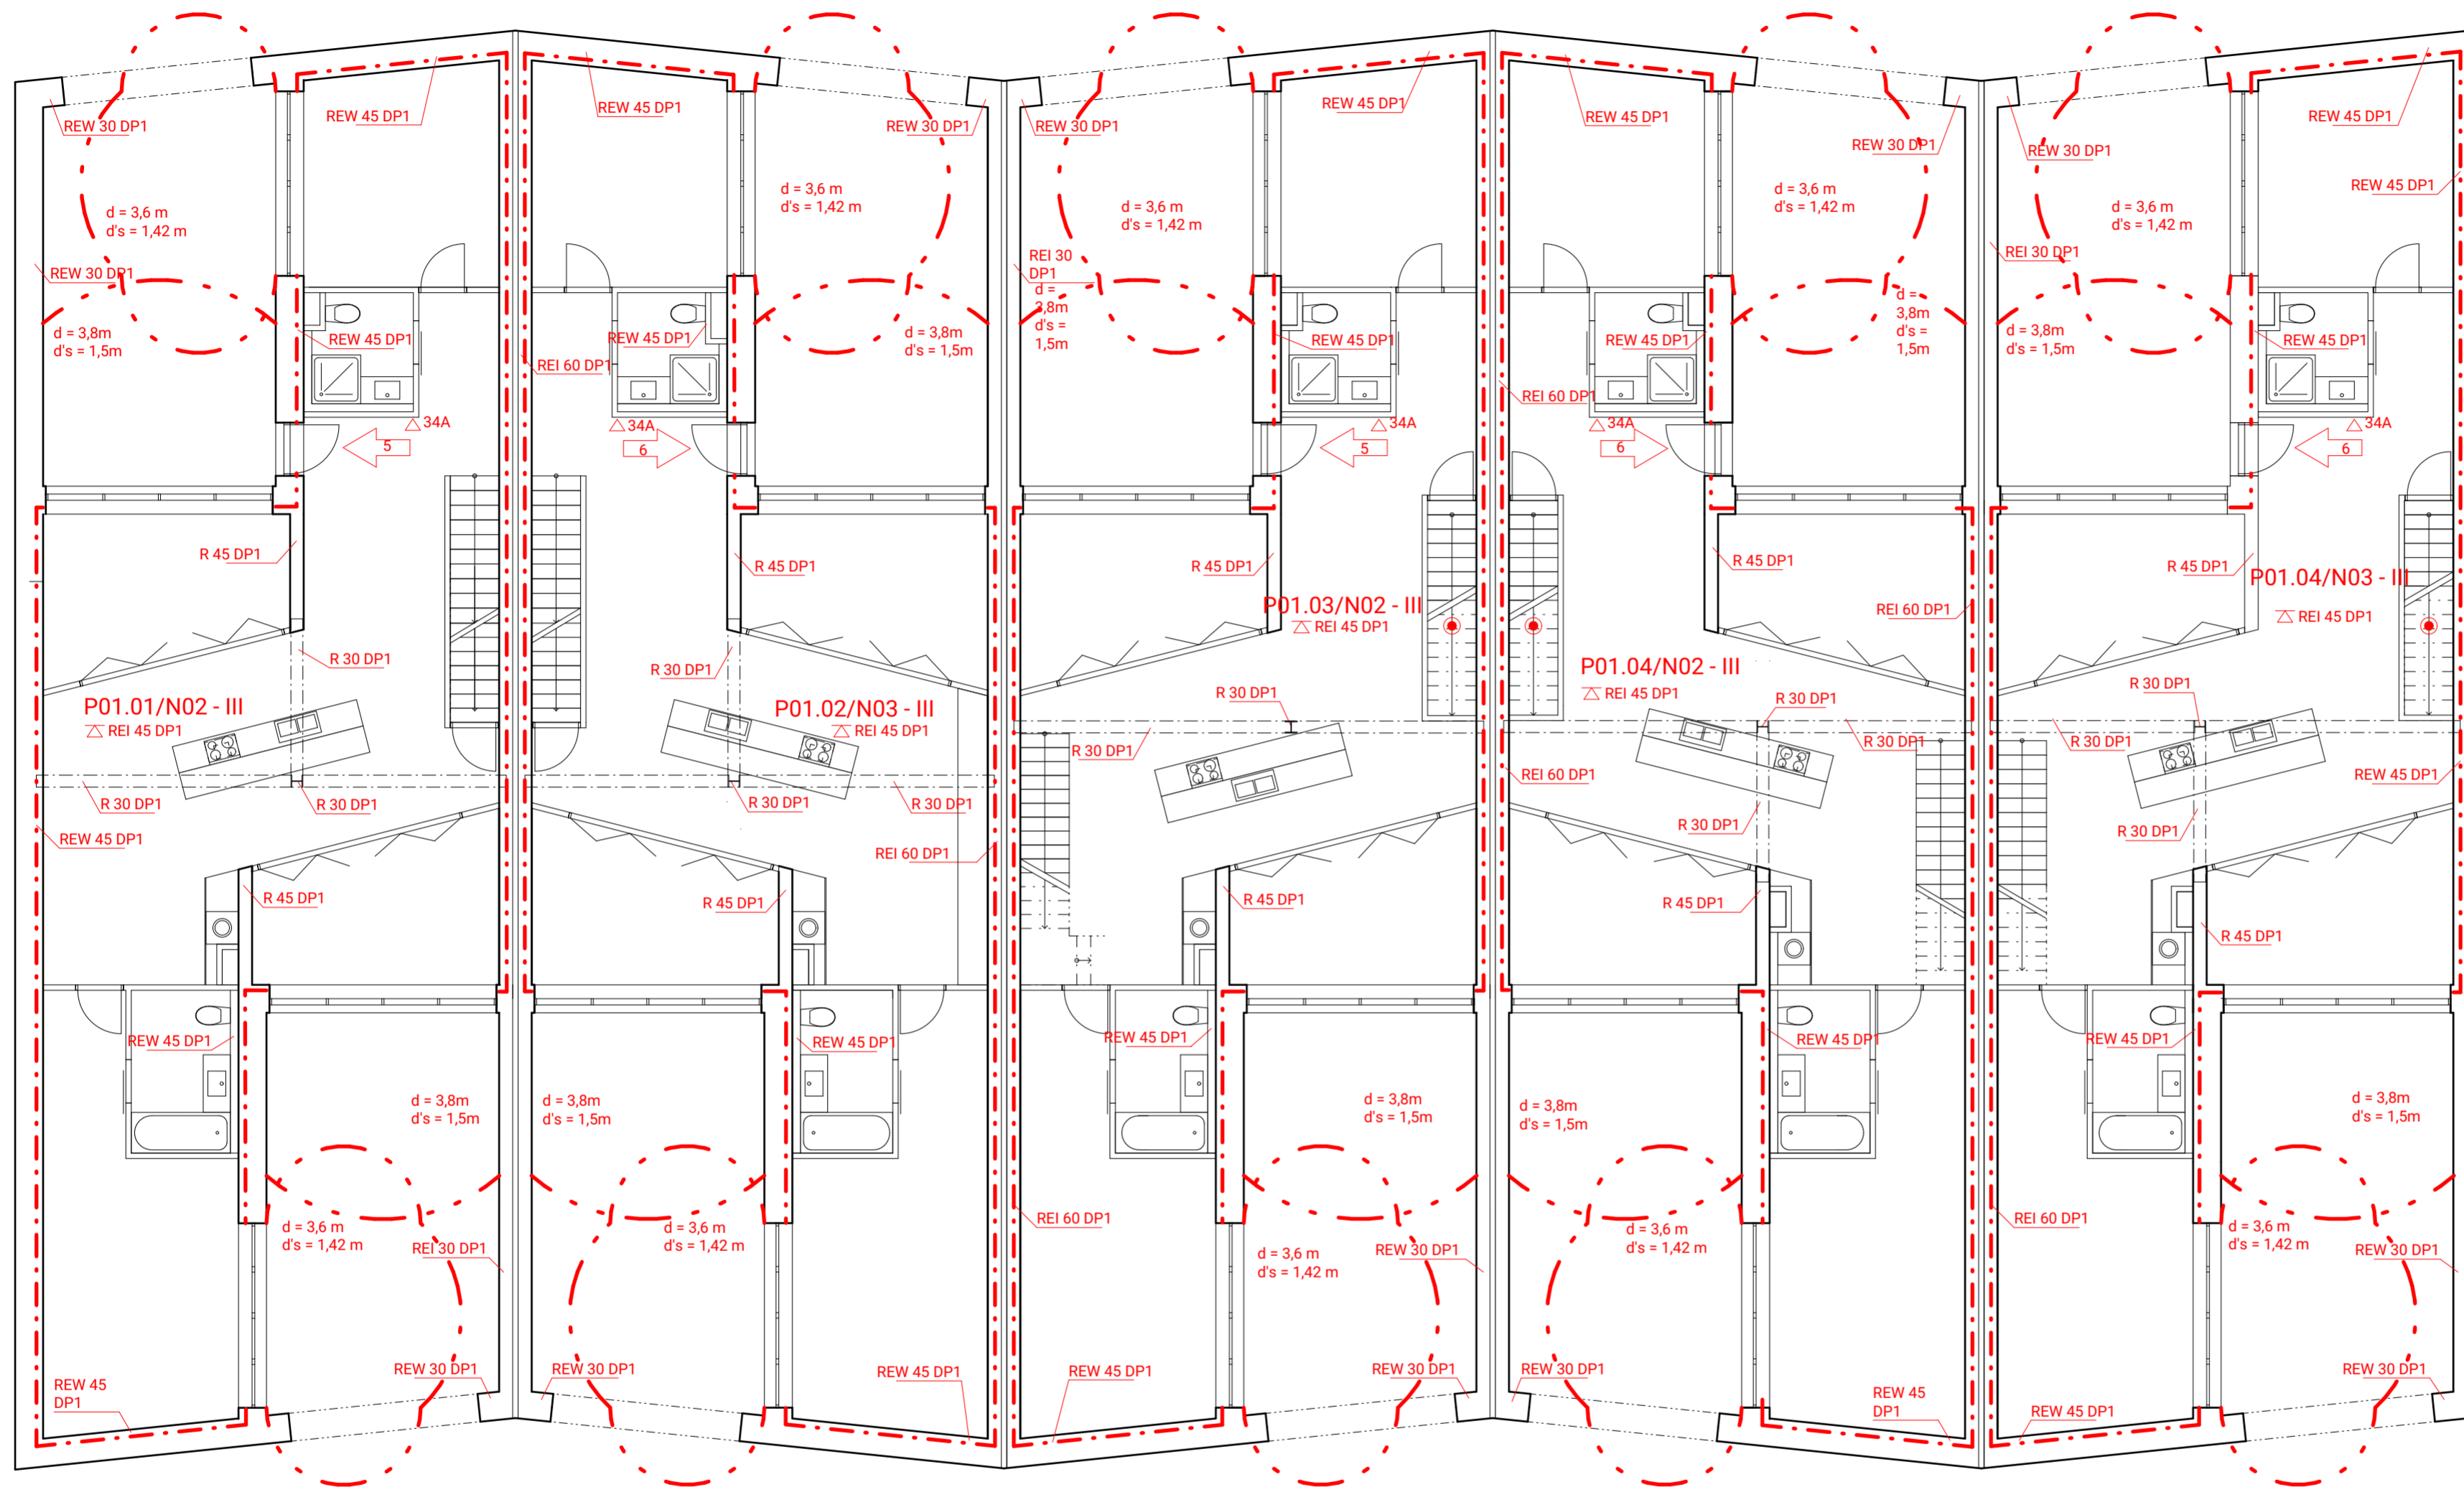 REW 45 DP1
REW 45 DP1
REW 45 DP1
REW 45 DP1
REW 45 DP1
REW 30 DP1
REW 30 DP1
REW 30 DP1
REW 30 DP1
REW 30 DP1
REW 45 DP1
d = 3,6 m
d's = 1,42 m
d = 3,6 m
d's = 1,42 m
d = 3,6 m
d's = 1,42 m
d = 3,6 m
d's = 1,42 m
d = 3,6 m
d's = 1,42 m
REW 30 DP1
REI 30
DP1
REI 30 DP1
d = 3,8m
d's = 1,5m
d = 3,8m
d's = 1,5m
d =
3,8m
d's =
1,5m
d =
3,8m
d's =
1,5m
d = 3,8m
d's = 1,5m
REW 45 DP1
REW 45 DP1
REW 45 DP1
REW 45 DP1
REW 45 DP1
REI 60 DP1
REI 60 DP1
34A
34A
34A
34A
34A
5
6
5
6
6
R 45 DP1
R 45 DP1
R 45 DP1
R 45 DP1
R 45 DP1
P01.03/N02 - III
REI 45 DP1
REI 60 DP1
P01.04/N03 - III
REI 45 DP1
R 30 DP1
R 30 DP1
P01.04/N02 - III
REI 45 DP1
P01.01/N02 - III
REI 45 DP1
P01.02/N03 - III
REI 45 DP1
R 30 DP1
R 30 DP1
R 30 DP1
R 30 DP1
R 30 DP1
R 30 DP1
R 30 DP1
R 30 DP1
R 30 DP1
R 30 DP1
REI 60 DP1
REW 45 DP1
R 30 DP1
R 30 DP1
R 30 DP1
REW 45 DP1
REI 60 DP1
R 45 DP1
R 45 DP1
R 45 DP1
R 45 DP1
R 45 DP1
REW 45 DP1
REW 45 DP1
REW 45 DP1
REW 45 DP1
REW 45 DP1
d = 3,8m
d's = 1,5m
d = 3,8m
d's = 1,5m
d = 3,8m
d's = 1,5m
d = 3,8m
d's = 1,5m
d = 3,8m
d's = 1,5m
d = 3,6 m
d's = 1,42 m
REI 30 DP1
d = 3,6 m
d's = 1,42 m
REI 60 DP1
d = 3,6 m
d's = 1,42 m
REW 30 DP1
d = 3,6 m
d's = 1,42 m
REI 60 DP1
d = 3,6 m
d's = 1,42 m
REW 30 DP1
REW 45
DP1
REW 30 DP1
REW 30 DP1
REW 45 DP1
REW 45 DP1
REW 30 DP1
REW 30 DP1
REW 45
DP1
REW 45 DP1
REW 30 DP1